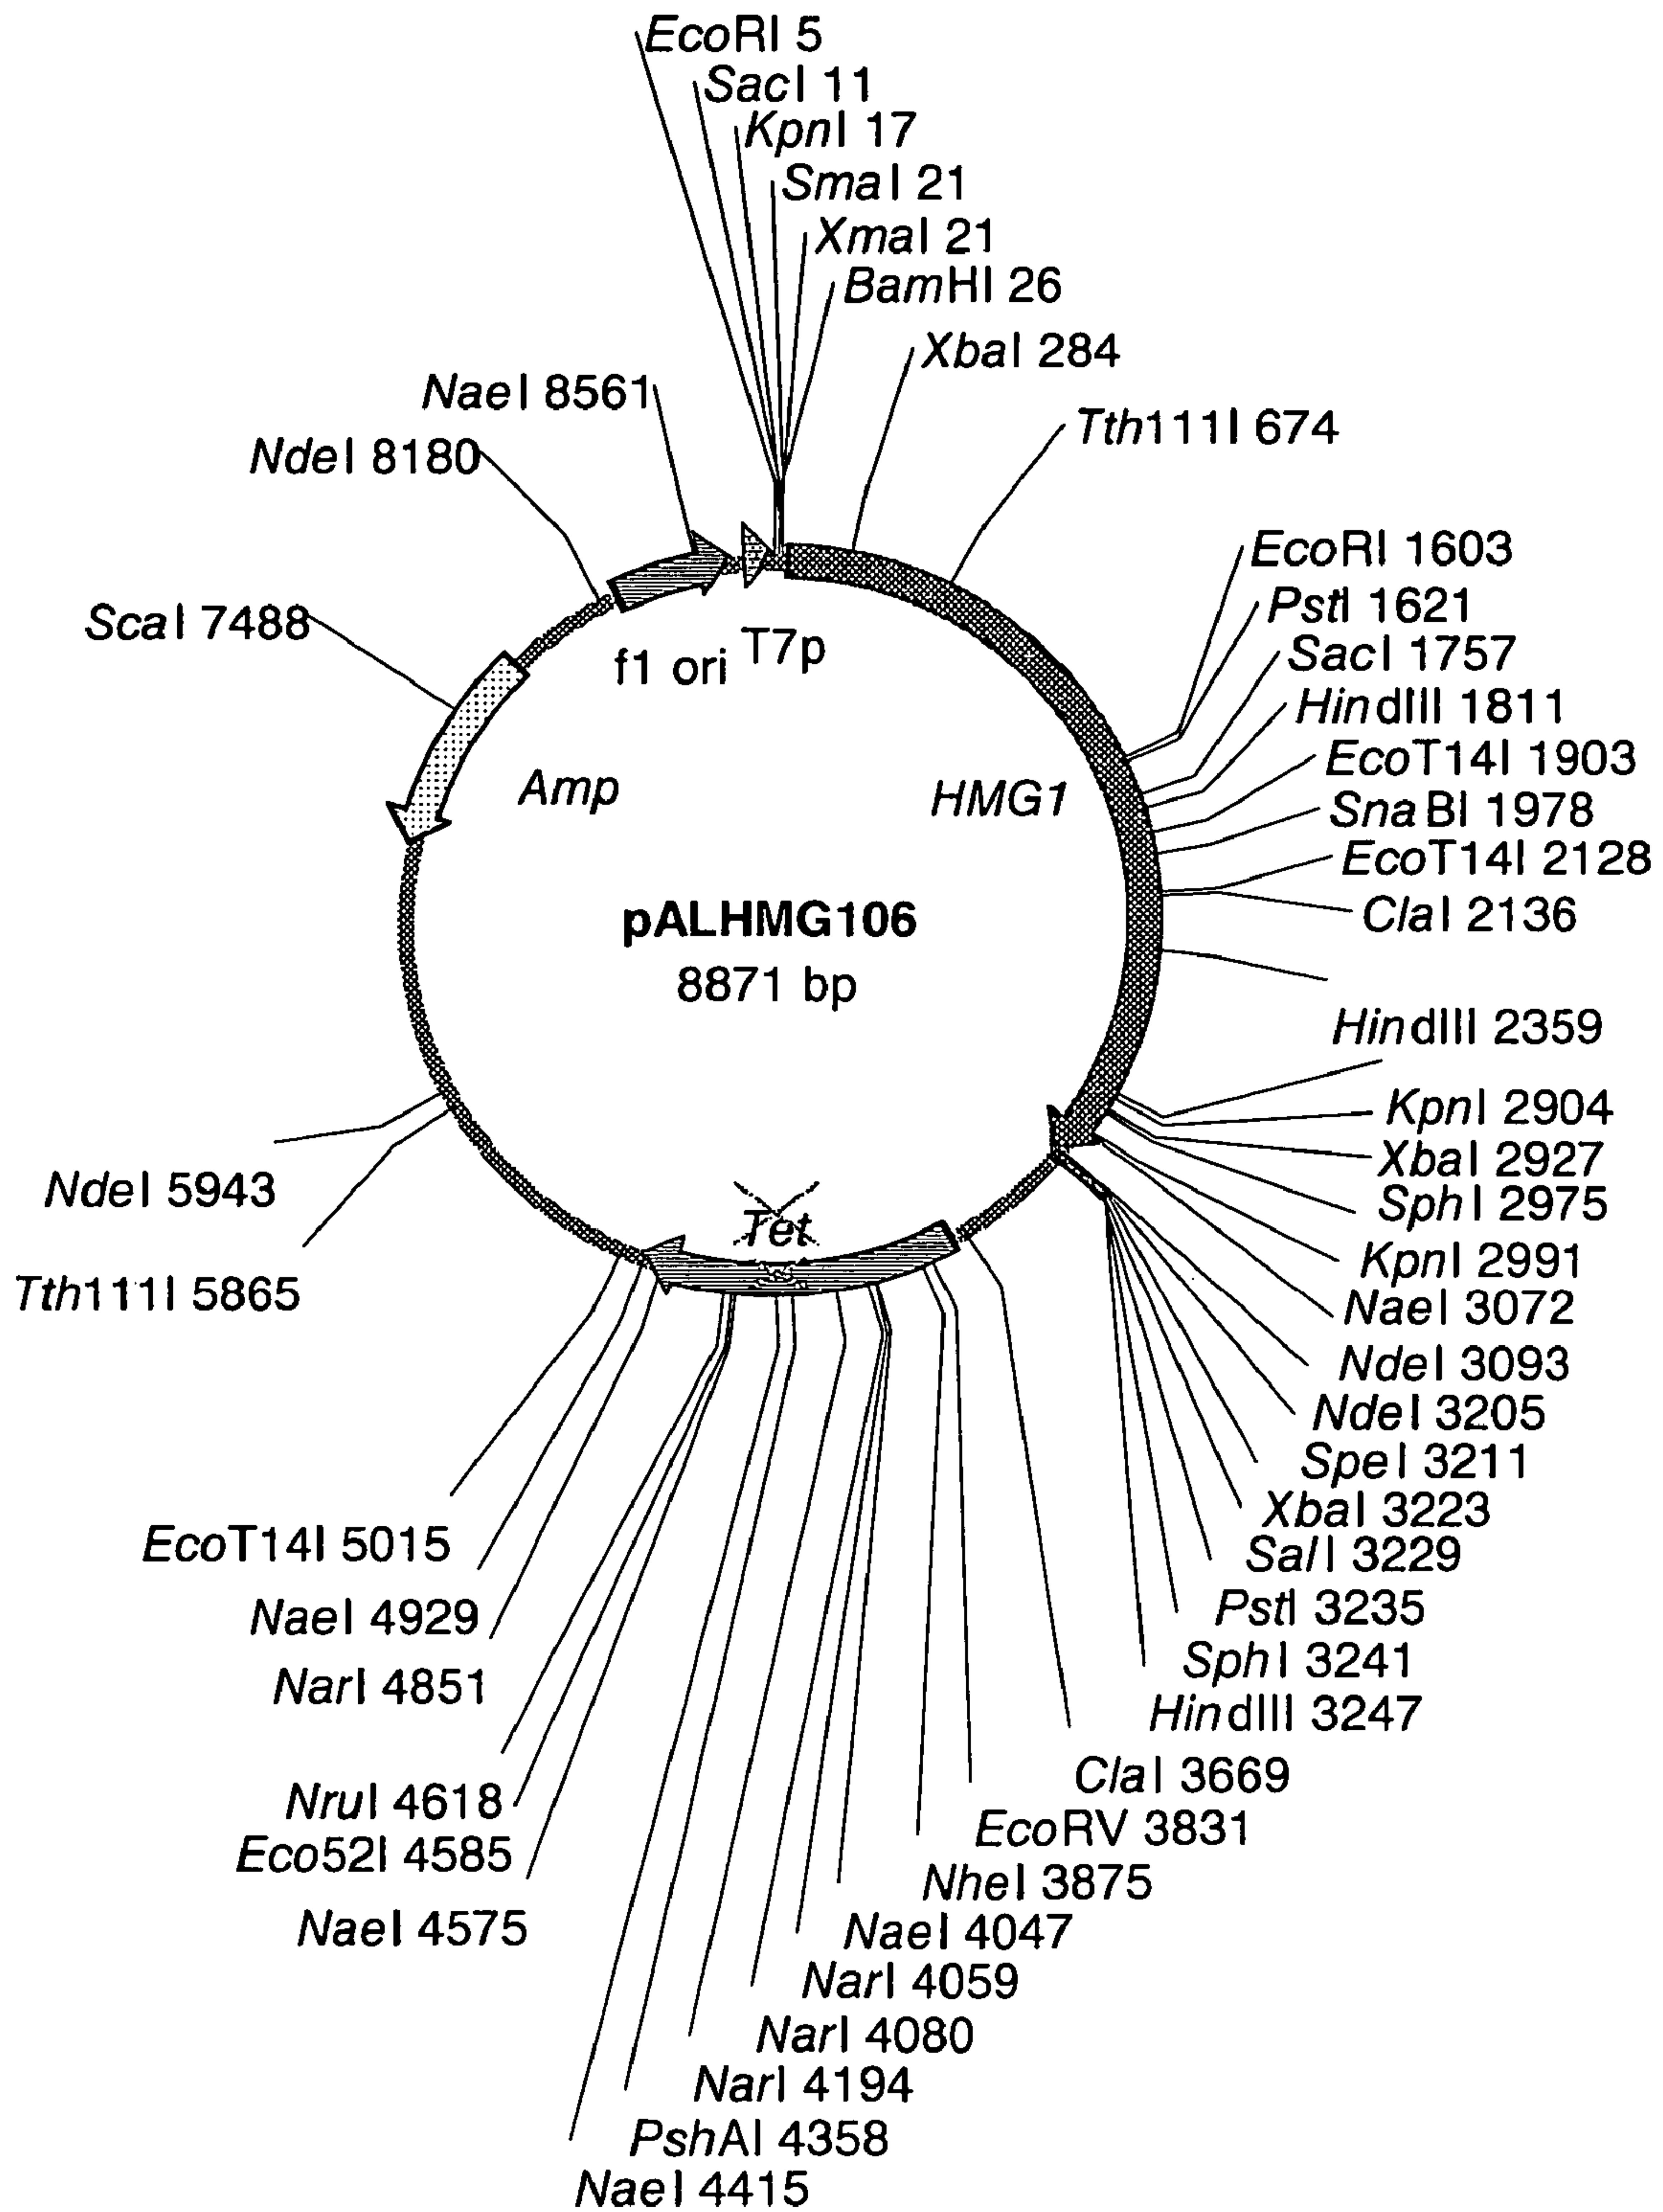 EcoRI 5
SacI 11
KpnI 17
SmaI 21
XmaI 21
BamHI 26
XbaI 284
Tth111I 674
EcoRI 1603
PstI 1621
SacI 1757
HindIII 1811
EcoT14I 1903
SnaBI 1978
EcoT14I 2128
ClaI 2136
HindIII 2359
KpnI 2904
XbaI 2927
SphI 2975
KpnI 2991
NaeI 3072
NdeI 3093
NdeI 3205
SpeI 3211
XbaI 3223
SalI 3229
PstI 3235
SphI 3241
HindIII 3247
ClaI 3669
EcoRV 3831
NheI 3875
NaeI 4047
NarI 4059
NarI 4080
NarI 4194
PshAI 4358
NaeI 4415
NaeI 4575
Eco52I 4585
NruI 4618
NarI 4851
NaeI 4929
EcoT14I 5015
Tth111I 5865
NdeI 5943
ScaI 7488
NdeI 8180
NaeI 8561
f1 ori
T7p
Amp
HMG1
pALHMG106
8871 bp
Tet